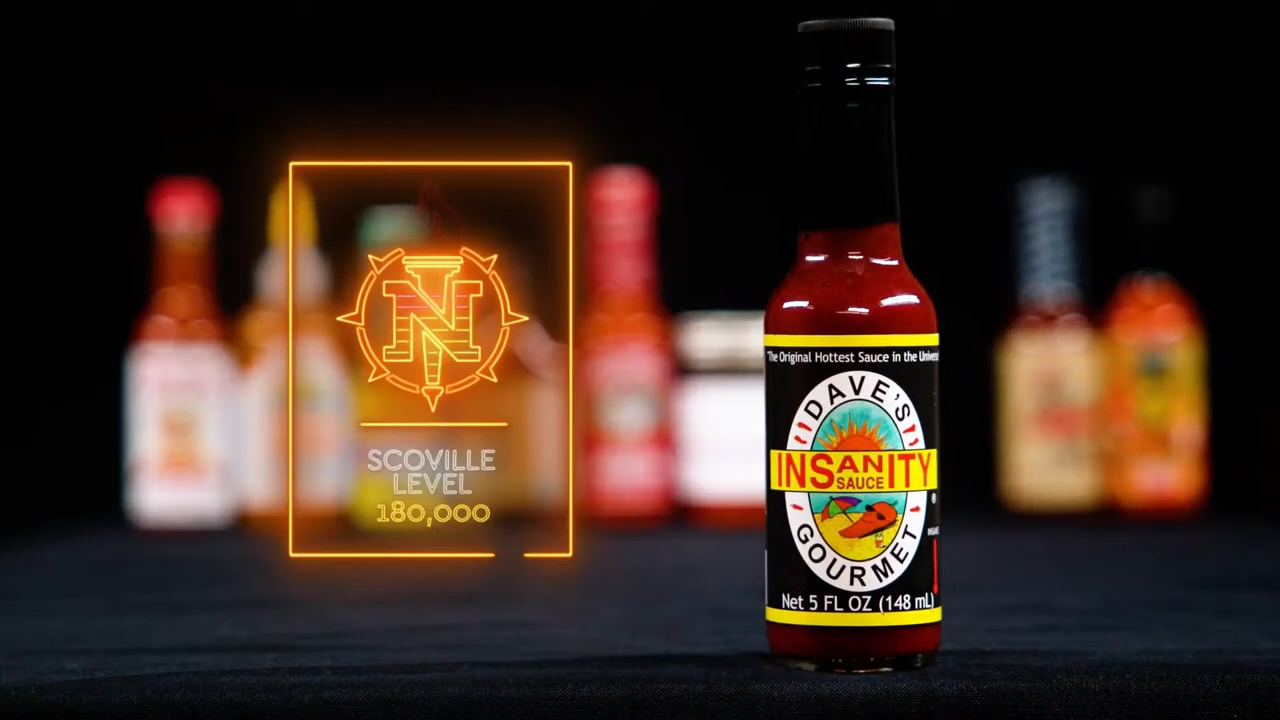 N
SCOVILLE
LEVEL
180,000
"The Original Hottest Sauce in the Universe
DAVE'S
INSANITY
SAUCE
GOURMET
Net 5 FL OZ (148 mL)